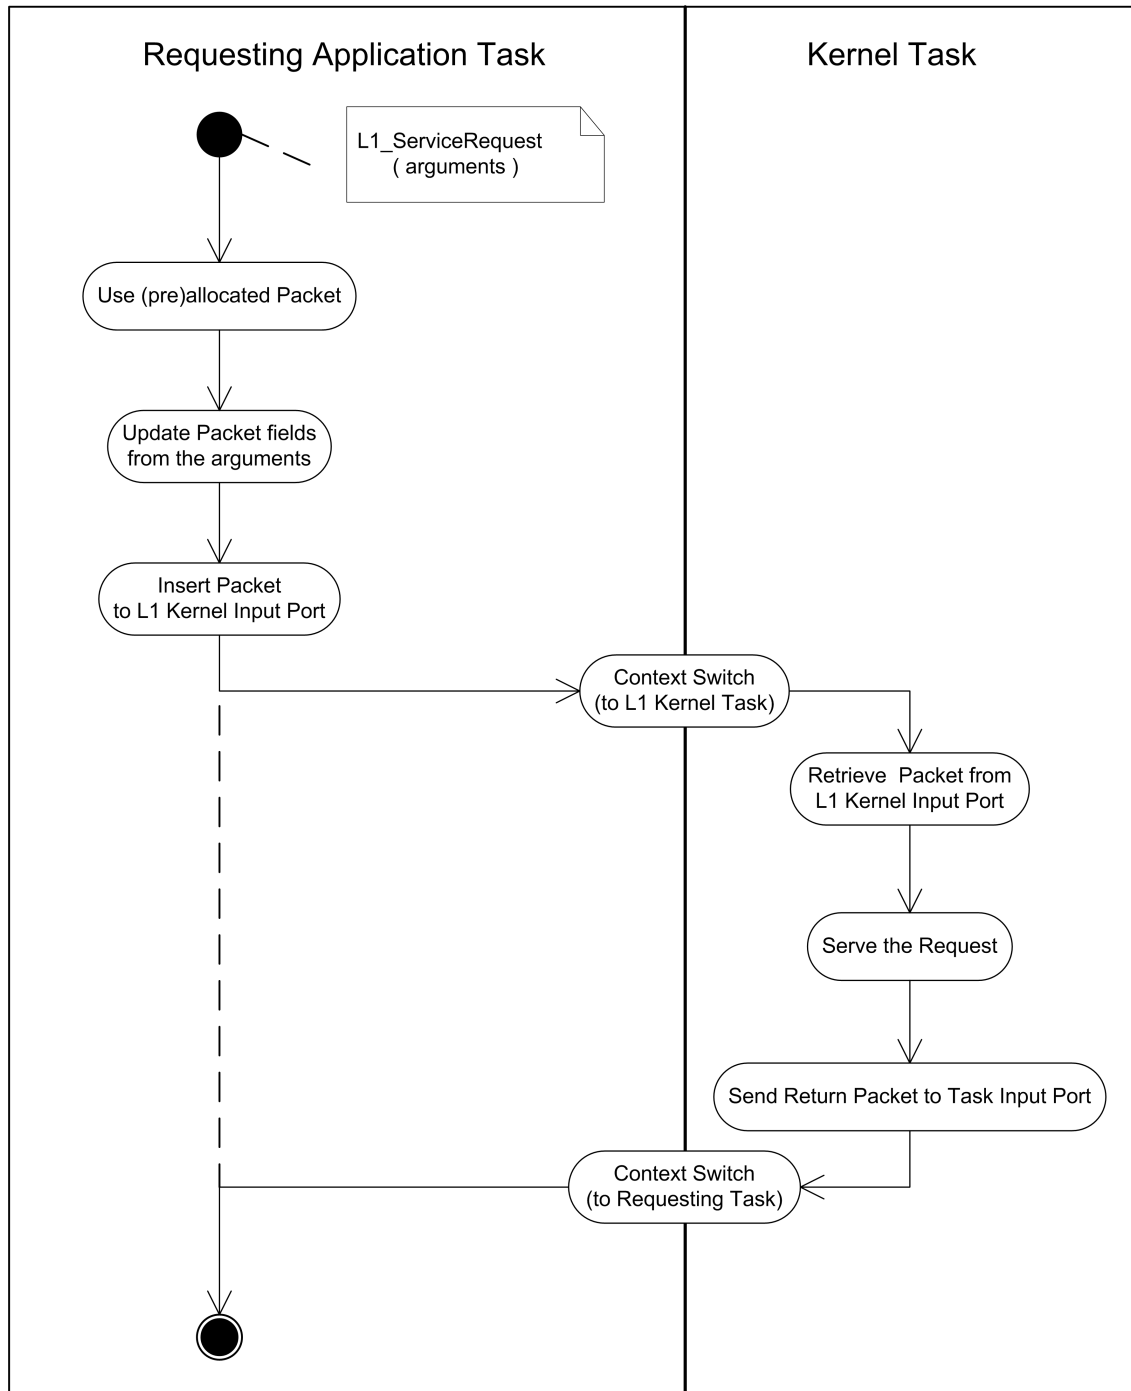 Requesting Application Task
Kernel Task
L1_ServiceRequest
( arguments )
Use (pre)allocated Packet
Update Packet fields
from the arguments
Insert Packet
to L1 Kernel Input Port
Context Switch
(to L1 Kernel Task)
Retrieve  Packet from
L1 Kernel Input Port
Serve the Request
Send Return Packet to Task Input Port
Context Switch
(to Requesting Task)